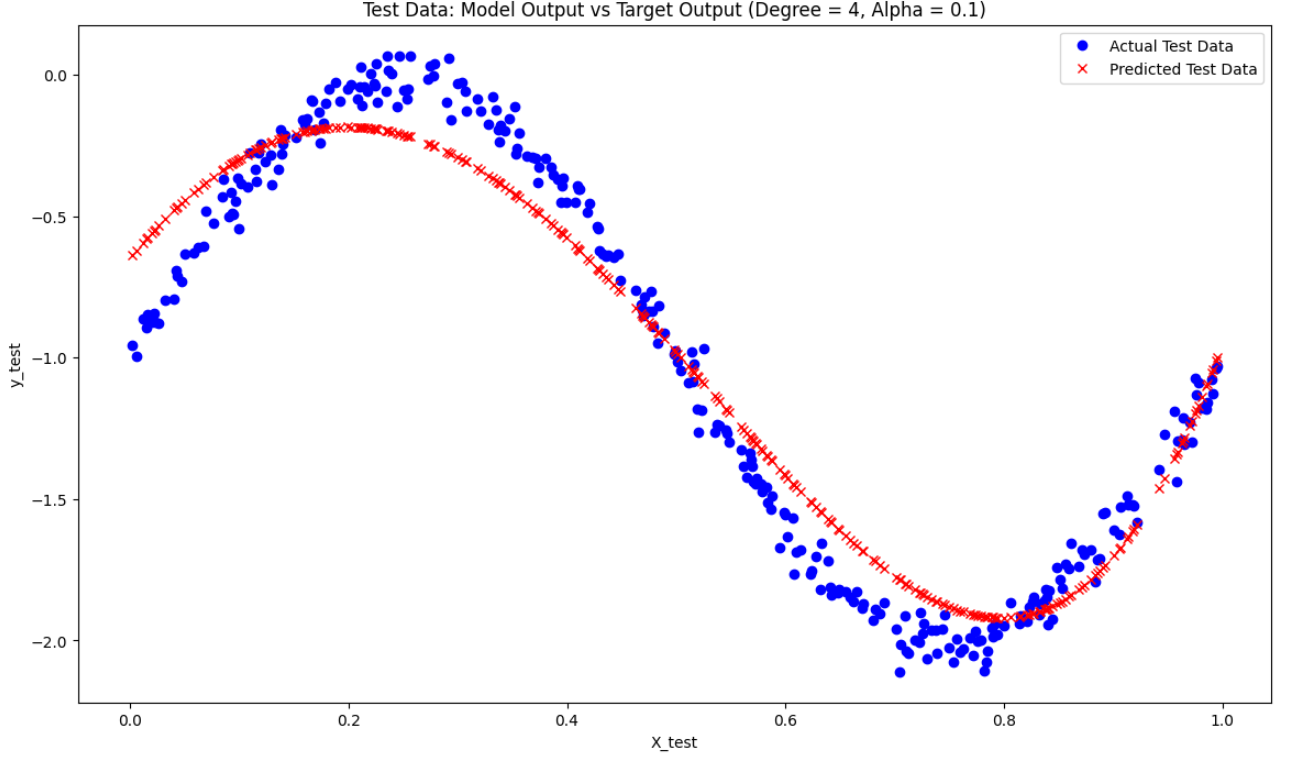 Test Data: Model Output vs Target Output (Degree = 4, Alpha = 0.1)
Actual Test Data
Predicted Test Data
0.0
−0.5
−1.0
−1.5
−2.0
y_test
0.0 0.2 0.4 0.6 0.8 1.0
X_test